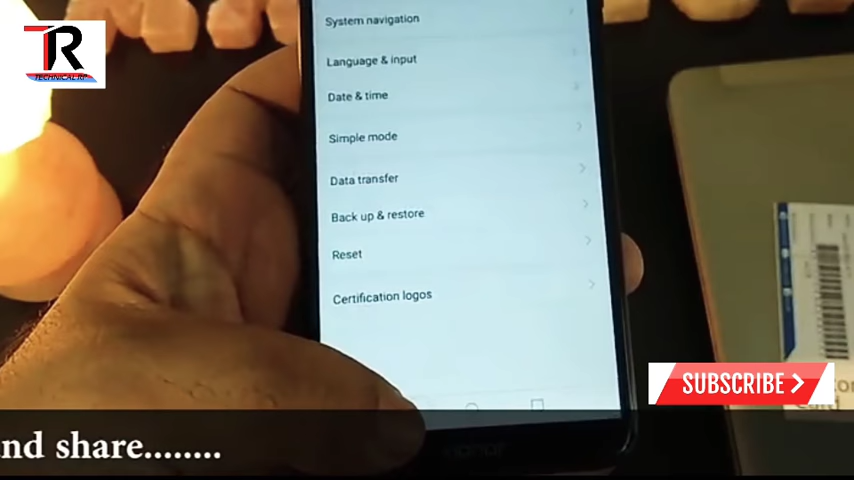 TR
TECHNICAL
System navigation
Language & input
Date & time
Simple mode
Data transfer
Back up & restore
Reset
Certification logos
SUBSCRIBE
nd share........
honor